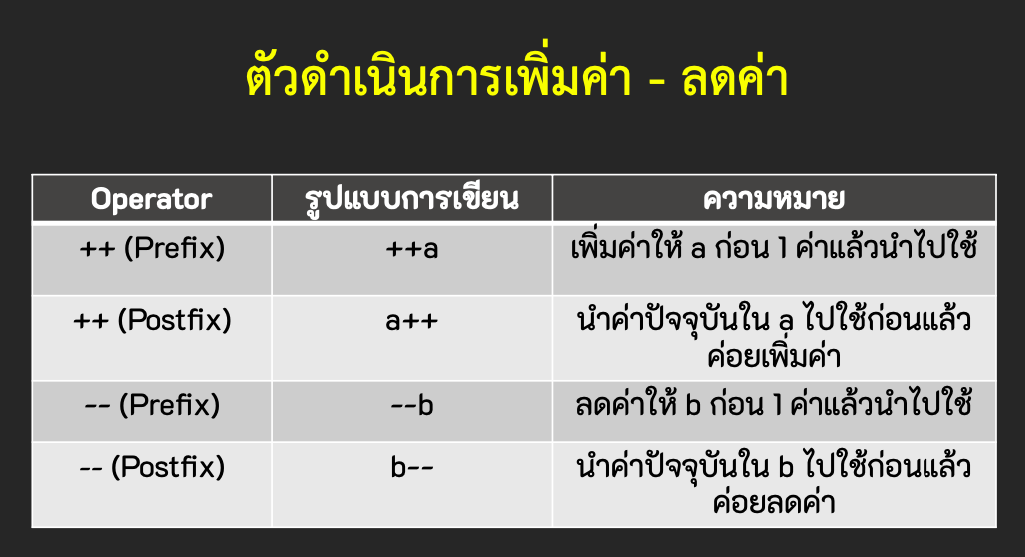 ตัวดำเนินการเพิ่มค่า - ลดค่า
Operator รูปแบบการเขียน ความหมาย
++ (Prefix) ++a เพิ่มค่าให้ a ก่อน 1 ค่าแล้วนำไปใช้
++ (Postfix) a++ นำค่าปัจจุบันใน a ไปใช้ก่อนแล้ว
ค่อยเพิ่มค่า
-- (Prefix) --b ลดค่าให้ b ก่อน 1 ค่าแล้วนำไปใช้
-- (Postfix) b-- นำค่าปัจจุบันใน b ไปใช้ก่อนแล้ว
ค่อยลดค่า